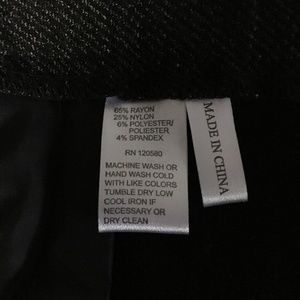 65% RAYON
25% NYLON
6% POLYESTER/
POLIESTER
4% SPANDEX
RN 120580
MACHINE WASH OR
HAND WASH COLD
WITH LIKE COLORS
TUMBLE DRY LOW
COOL IRON IF
NECESSARY OR
DRY CLEAN
MADE IN CHINA